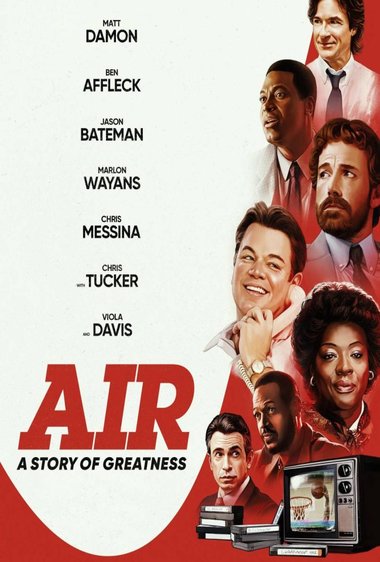 MATT
DAMON
BEN
AFFLECK
JASON
BATEMAN
MARLON
WAYANS
CHRIS
MESSINA
CHRIS
WITH TUCKER
VIOLA
AND DAVIS
AIR
A STORY OF GREATNESS